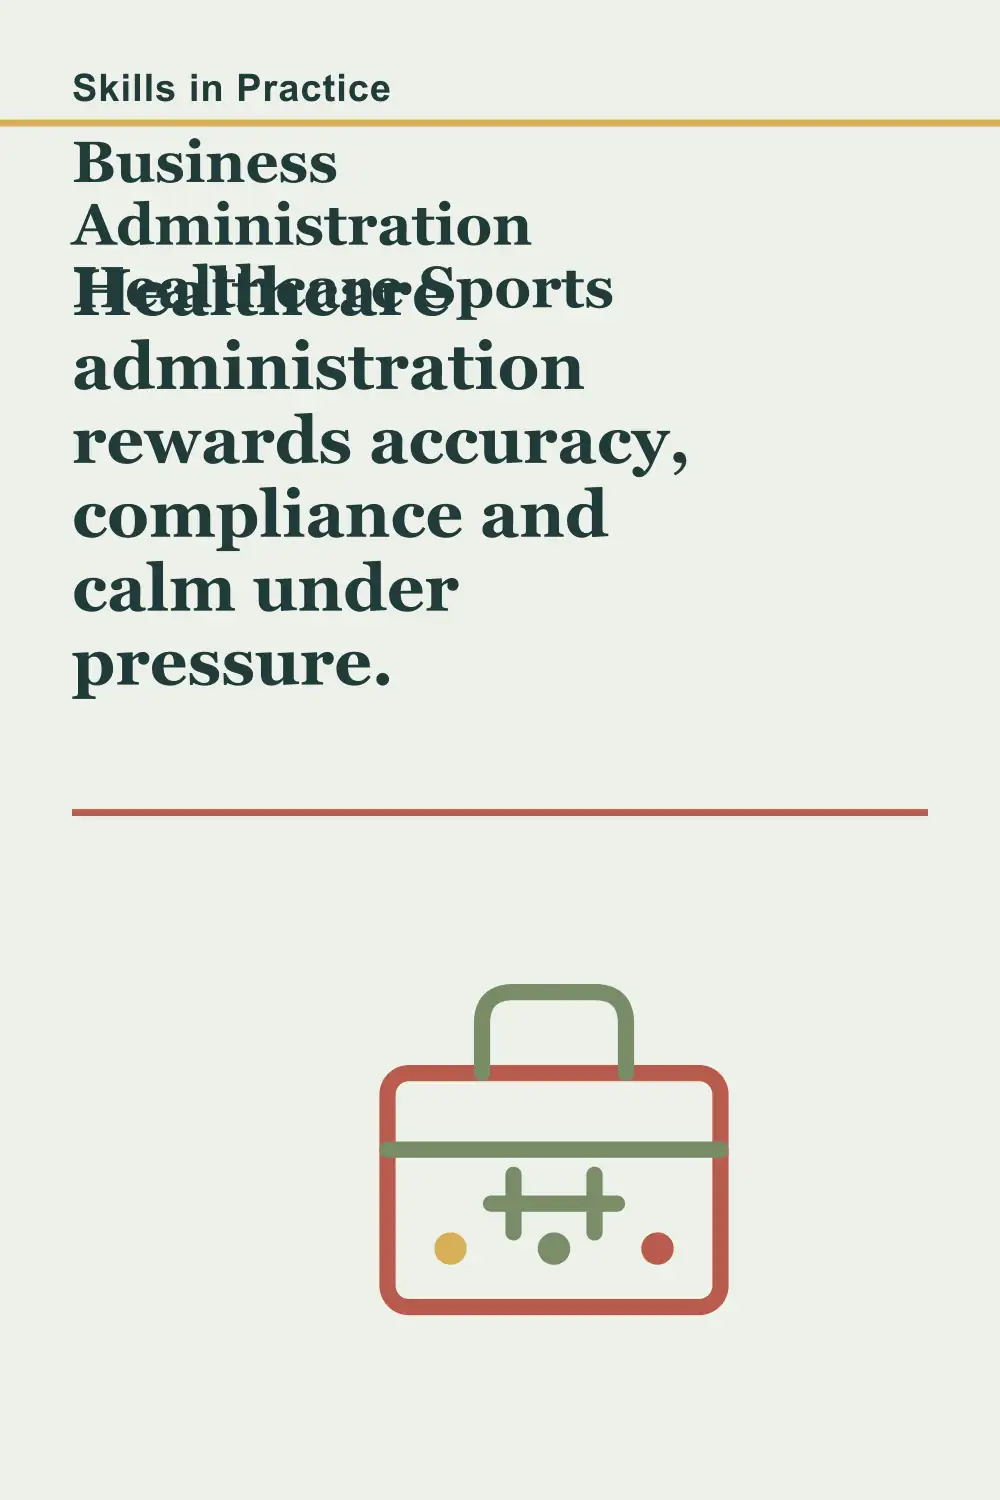 Skills in Practice
Business
Administration
Healthcare Sports
Healthcare
administration
rewards accuracy,
compliance and
calm under
pressure.